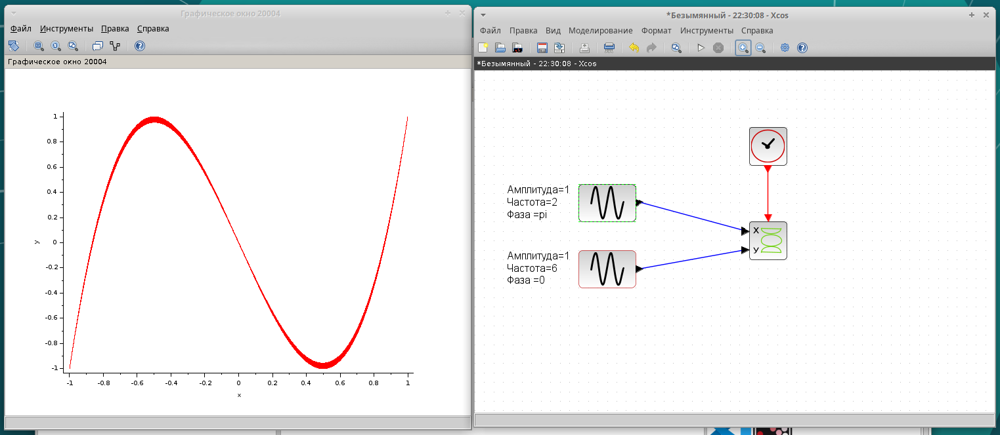 Графическое окно 20004
Файл Инструменты Правка Справка
Графическое окно 20004
1
0.8
0.6
0.4
0.2
0
-0.2
-0.4
-0.6
-0.8
-1
y
-1 -0.8 -0.6 -0.4 -0.2 0 0.2 0.4 0.6 0.8 1
x
*Безымянный - 22:30:08 - Xcos
Файл Правка Вид Моделирование Формат Инструменты Справка
*Безымянный - 22:30:08 - Xcos
Амплитуда=1
Частота=2
Фаза =pi
X
y
Амплитуда=1
Частота=6
Фаза =0